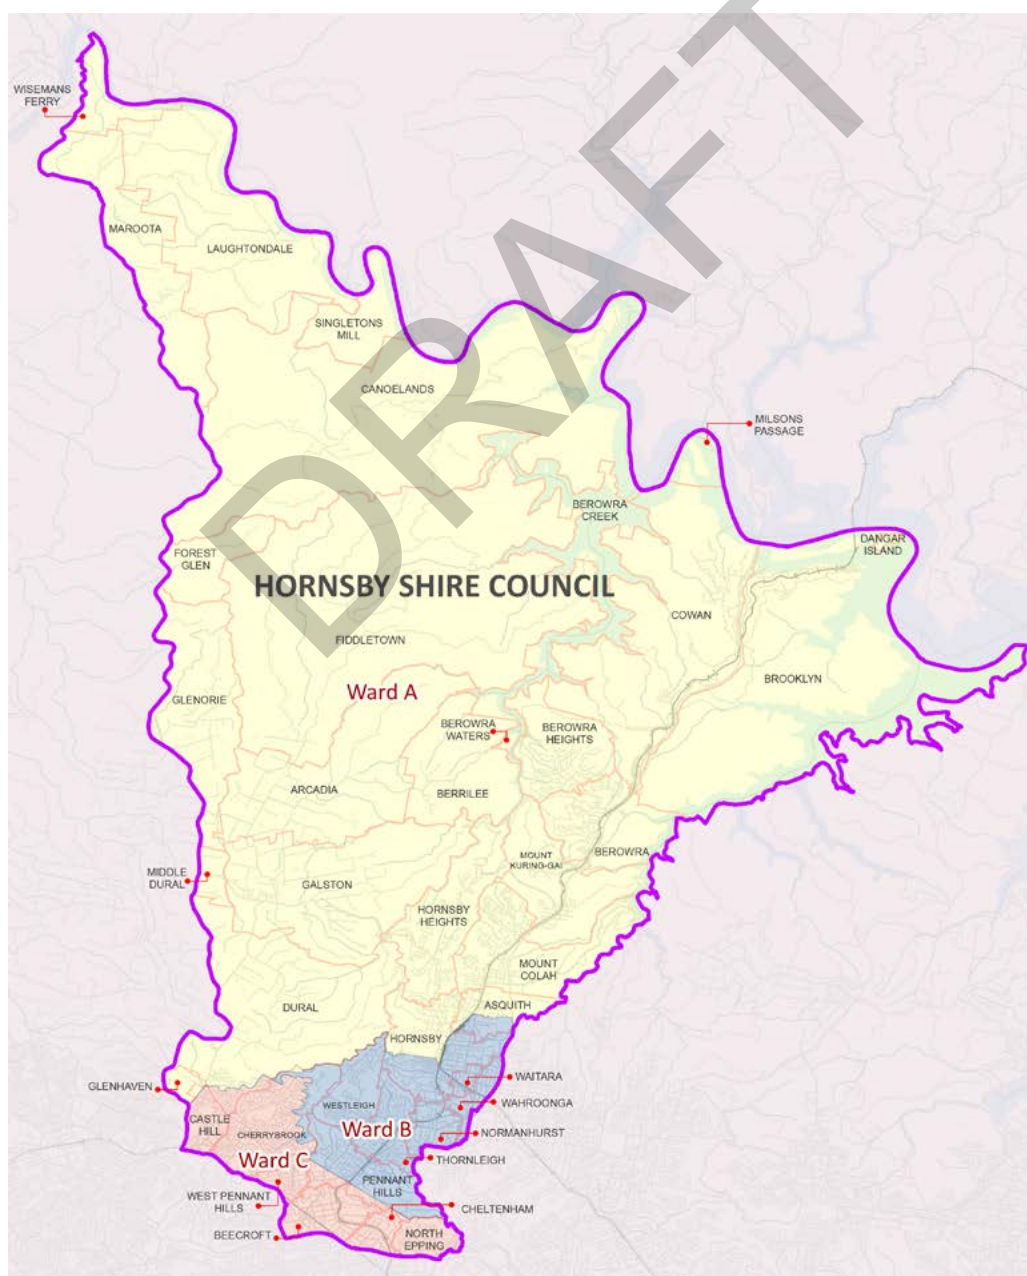 WISEMANS
FERRY
MAROOTA
LAUGHTONDALE
SINGLETONS
MILL
CANOELANDS
MILSONS
PASSAGE
BEROWRA
CREEK
DANGAR
ISLAND
FOREST
GLEN
HORNSBY SHIRE COUNCIL
COWAN
FIDDLETOWN
BROOKLYN
Ward A
GLENORIE
BEROWRA
WATERS
BEROWRA
HEIGHTS
ARCADIA
BERRILEE
MOUNT
KURING-GAI
BEROWRA
MIDDLE
DURAL
GALSTON
HORNSBY
HEIGHTS
MOUNT
COLAH
DURAL
ASQUITH
HORNSBY
GLENHAVEN
WAITARA
WAHROONGA
WESTLEIGH
CASTLE
HILL
CHERRYBROOK
Ward B
NORMANHURST
Ward C
THORNLEIGH
PENNANT
HILLS
WEST PENNANT
HILLS
CHELTENHAM
BEECROFT
NORTH
EPPING
DRAFT